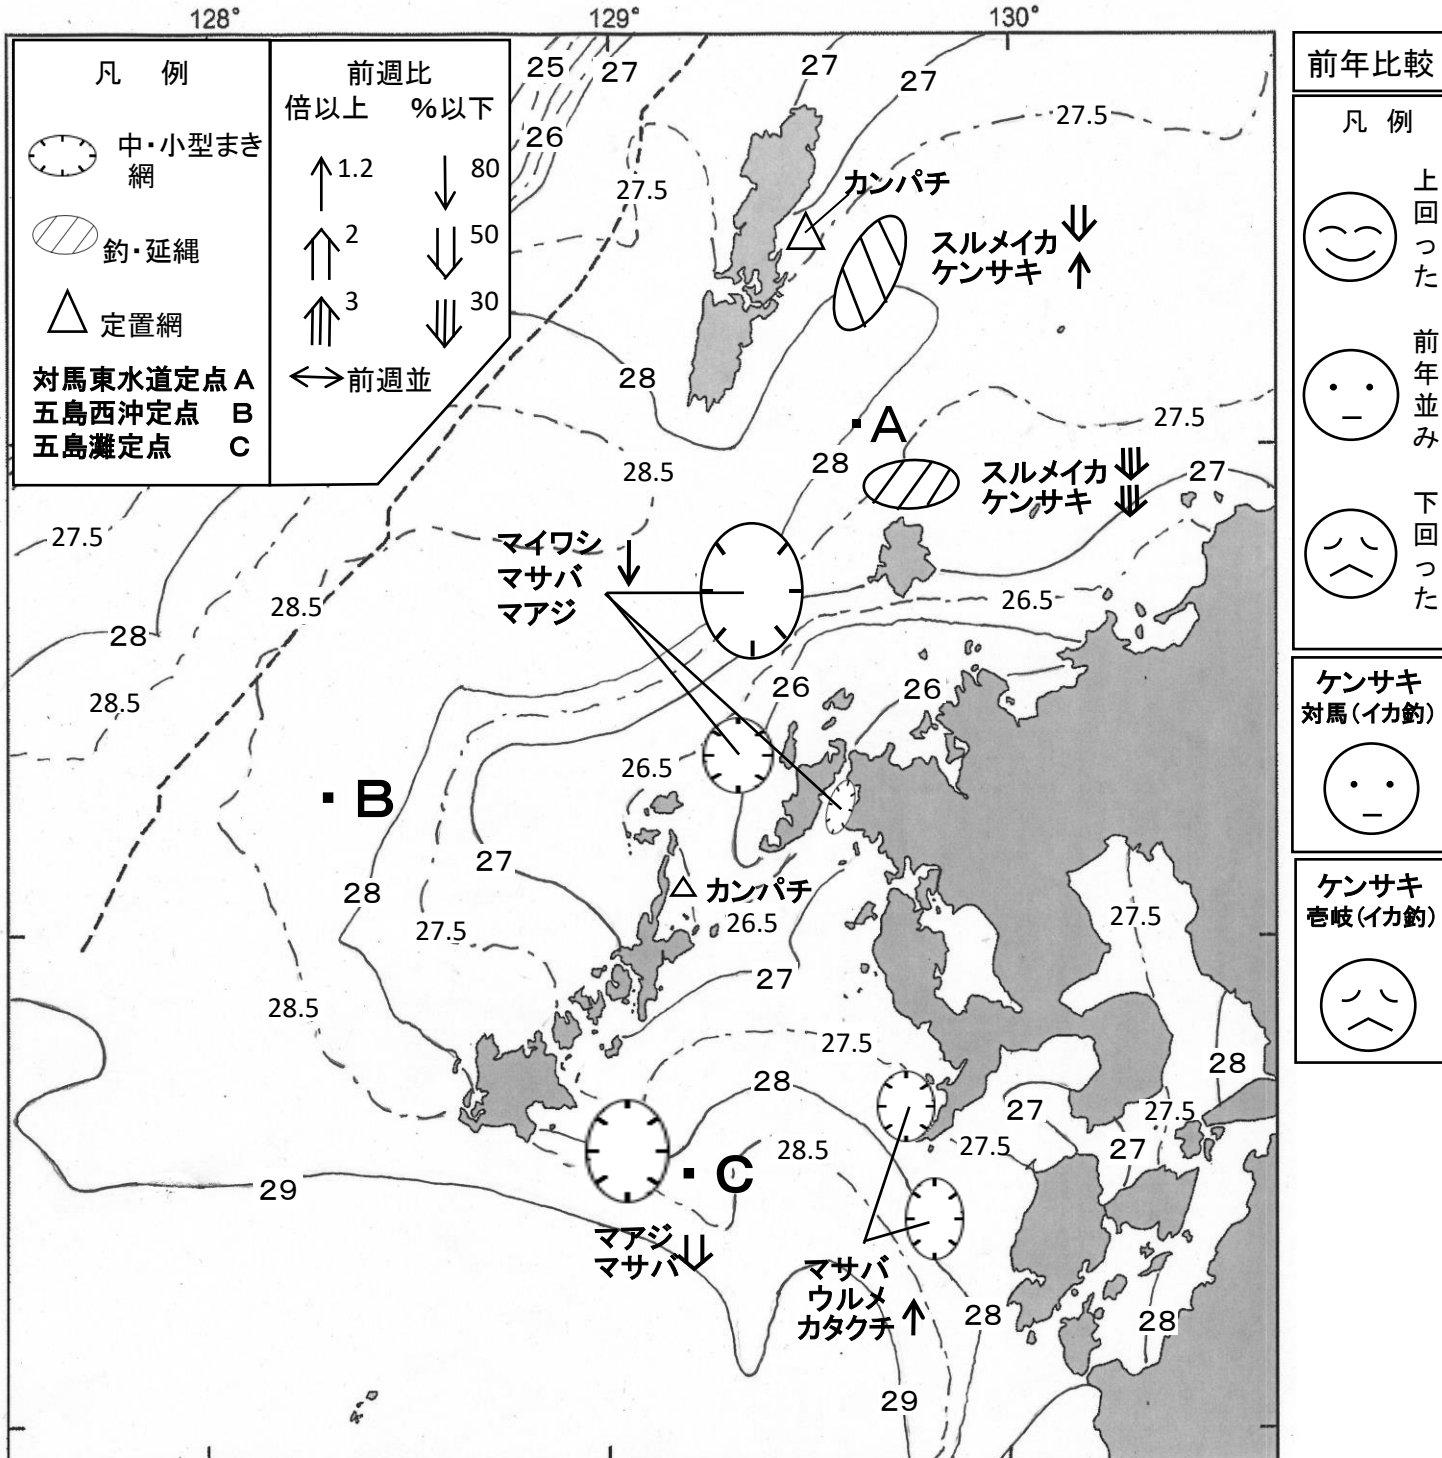 128°
129°
130°
凡 例
中・小型まき
網
釣・延縄
定置網
対馬東水道定点 A
五島西沖定点 B
五島灘定点 C
前週比
倍以上 %以下
1.2
80
2
50
3
30
前週並
25
27
26
27
27
27.5
27.5
カンパチ
スルメイカ
ケンサキ
28
A
27.5
28
28.5
スルメイカ
ケンサキ
27
27.5
マイワシ
マサバ
マアジ
28.5
26.5
28
28.5
26
26
26.5
B
27
28
カンパチ
27.5
26.5
27.5
27
28.5
27.5
28
28
27
27.5
28.5
27.5
27
C
29
マアジ
マサバ
マサバ
ウルメ
カタクチ
28
28
29
前年比較
凡 例
上回った
前年並み
下回った
ケンサキ
対馬(イカ釣)
ケンサキ
壱岐(イカ釣)